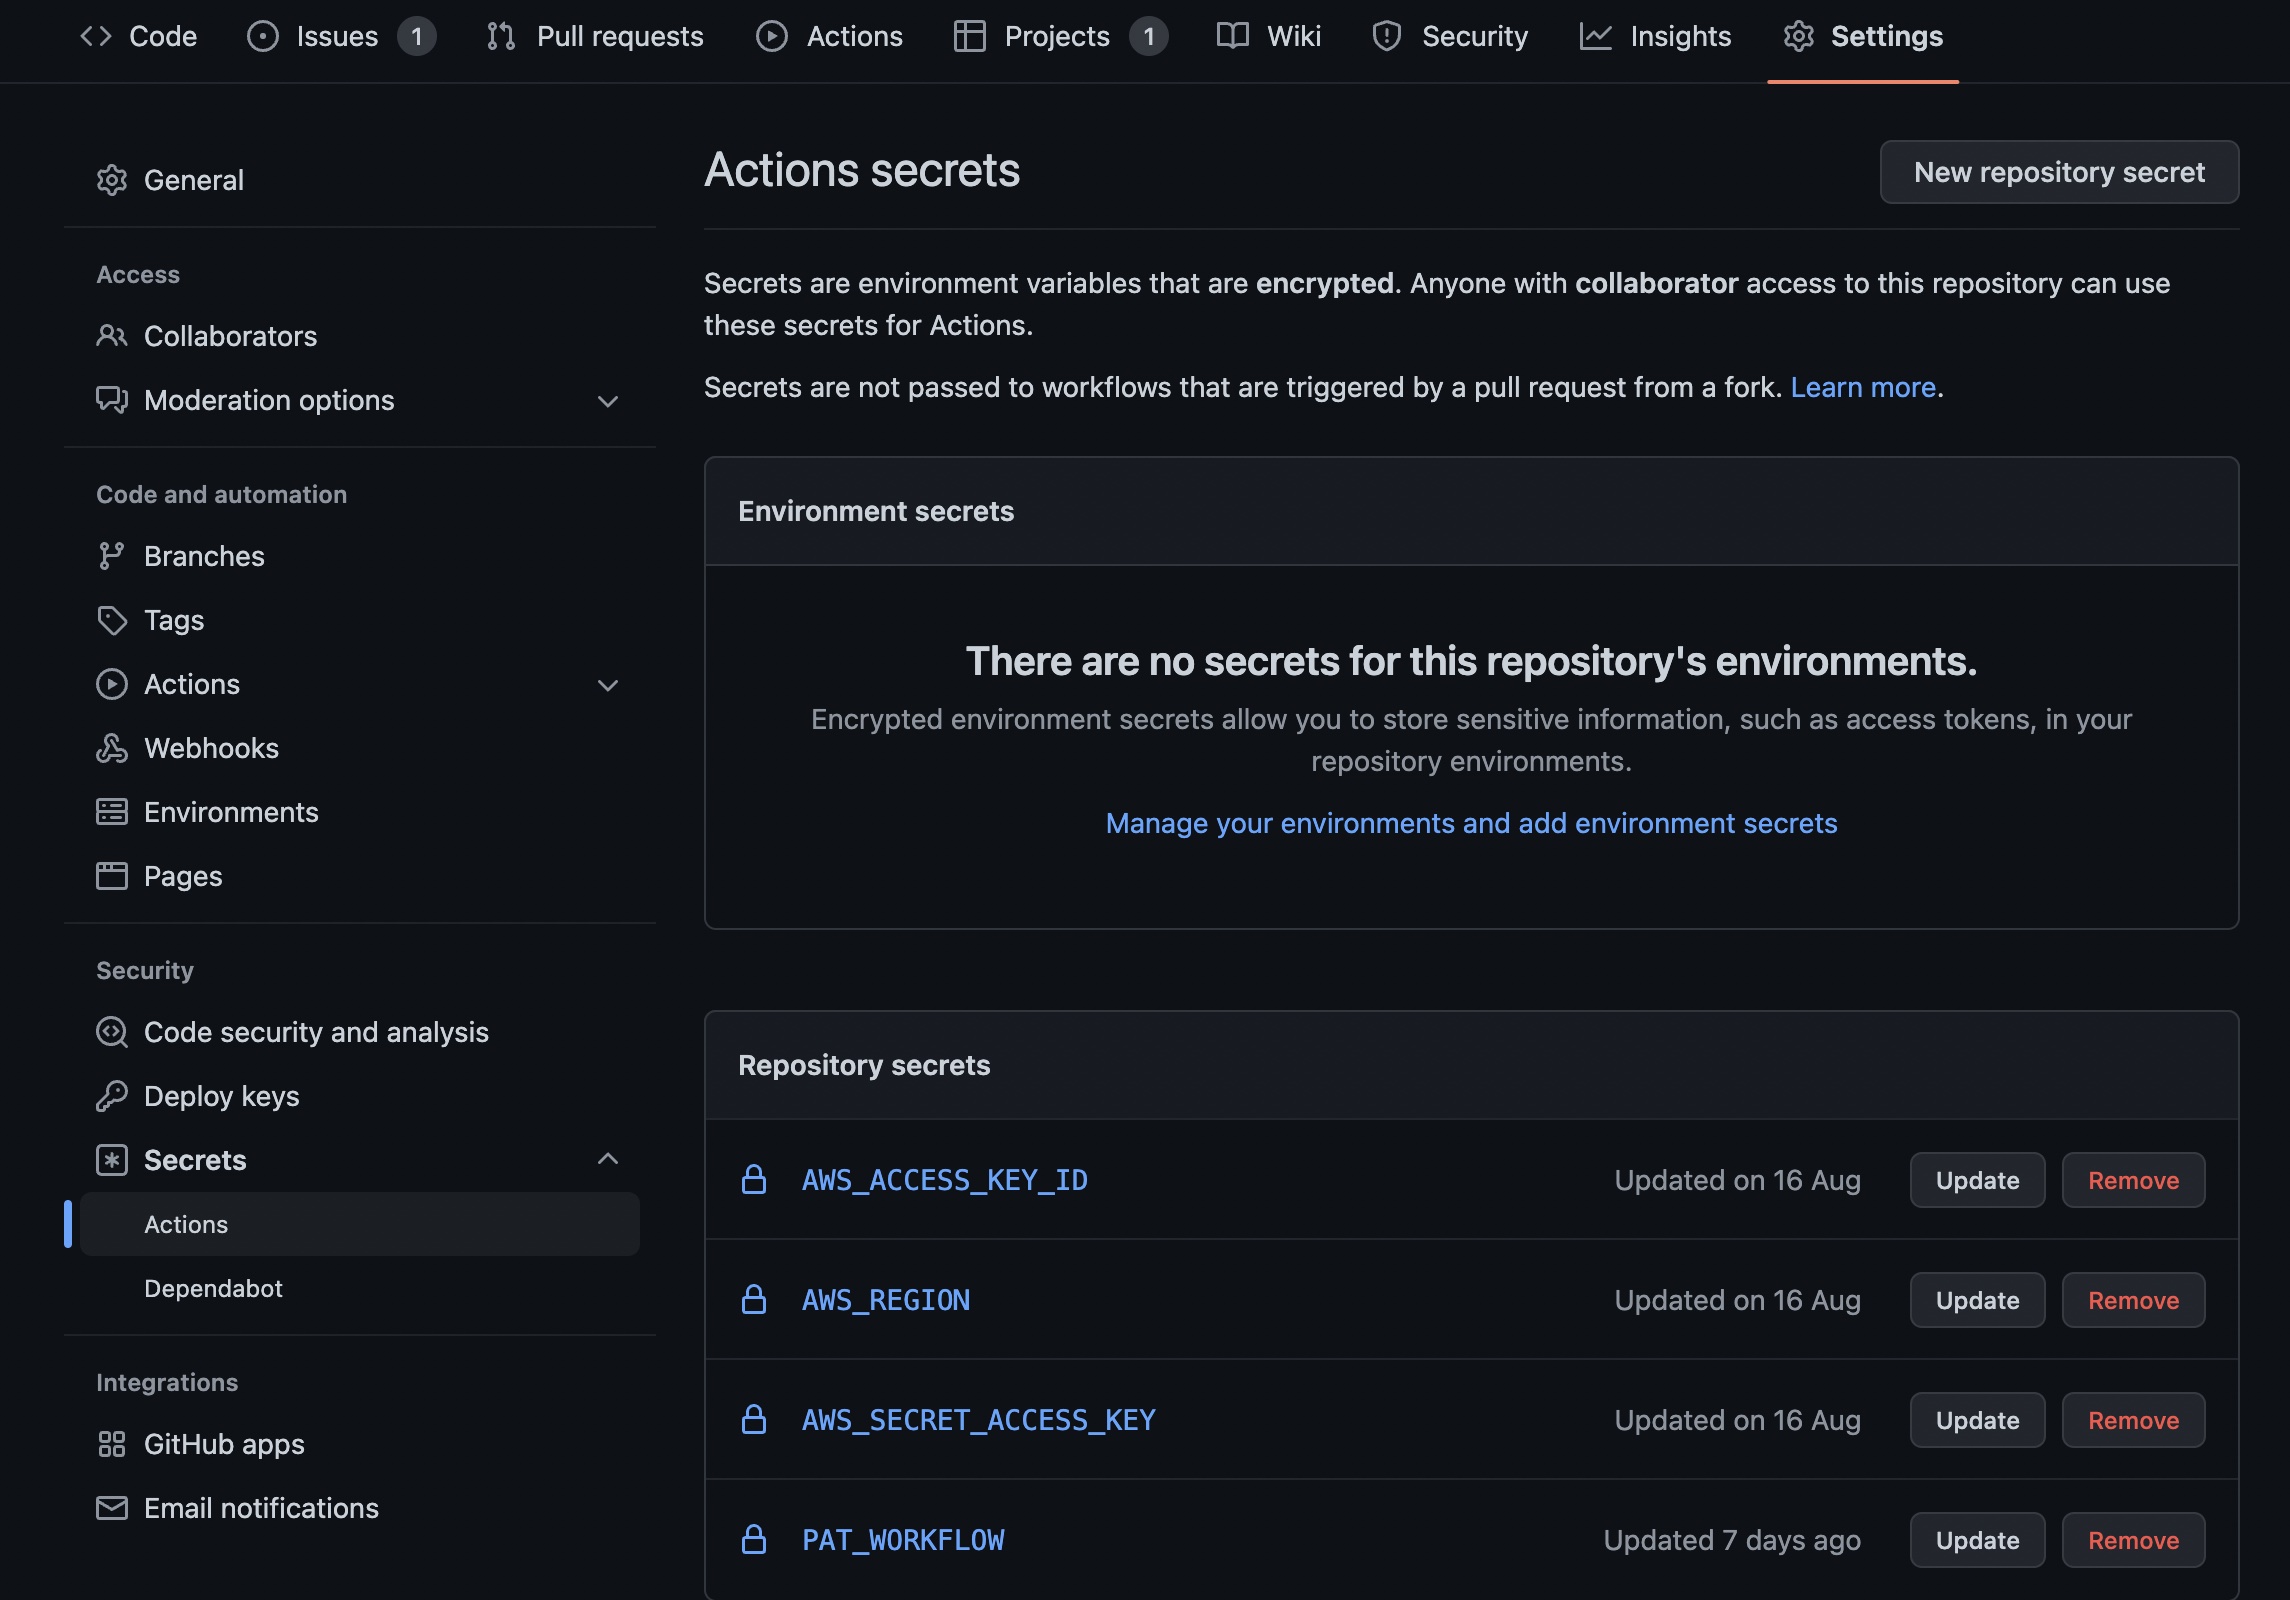 Code Issues 1 Pull requests Actions Projects 1 Wiki Security Insights Settings
General
Access
Collaborators
Moderation options
Code and automation
Branches
Tags
Actions
Webhooks
Environments
Pages
Security
Code security and analysis
Deploy keys
Secrets
Actions
Dependabot
Integrations
GitHub apps
Email notifications
Actions secrets
New repository secret
Secrets are environment variables that are encrypted. Anyone with collaborator access to this repository can use
these secrets for Actions.
Secrets are not passed to workflows that are triggered by a pull request from a fork. Learn more.
Environment secrets
There are no secrets for this repository's environments.
Encrypted environment secrets allow you to store sensitive information, such as access tokens, in your
repository environments.
Manage your environments and add environment secrets
Repository secrets
AWS_ACCESS_KEY_ID Updated on 16 Aug Update Remove
AWS_REGION Updated on 16 Aug Update Remove
AWS_SECRET_ACCESS_KEY Updated on 16 Aug Update Remove
PAT_WORKFLOW Updated 7 days ago Update Remove